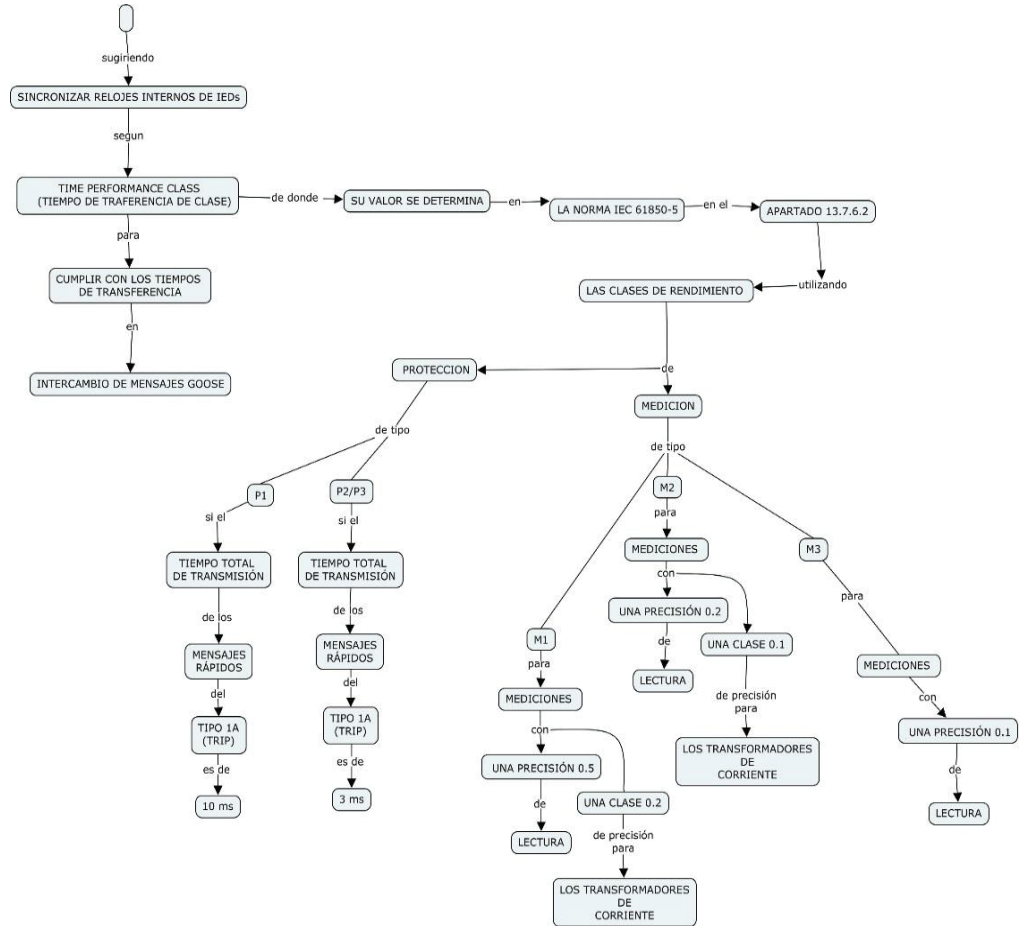 sugiriendo
SINCRONIZAR RELOJES INTERNOS DE IEDs
segun
TIME PERFORMANCE CLASS
(TIEMPO DE TRAFERENCIA DE CLASE)
de donde
SU VALOR SE DETERMINA
en
LA NORMA IEC 61850-5
en el
APARTADO 13.7.6.2
para
CUMPLIR CON LOS TIEMPOS
DE TRANSFERENCIA
en
INTERCAMBIO DE MENSAJES GOOSE
utilizando
LAS CLASES DE RENDIMIENTO
de
PROTECCION
MEDICION
de tipo
P1
si el
TIEMPO TOTAL
DE TRANSMISIÓN
de los
MENSAJES
RÁPIDOS
del
TIPO 1A
(TRIP)
es de
10 ms
P2/P3
si el
TIEMPO TOTAL
DE TRANSMISIÓN
de los
MENSAJES
RÁPIDOS
del
TIPO 1A
(TRIP)
es de
3 ms
de tipo
M1
para
MEDICIONES
con
UNA PRECISIÓN 0.5
de
LECTURA
UNA CLASE 0.2
de precisión
para
LOS TRANSFORMADORES
DE
CORRIENTE
M2
para
MEDICIONES
con
UNA PRECISIÓN 0.2
de
LECTURA
UNA CLASE 0.1
de precisión
para
LOS TRANSFORMADORES
DE
CORRIENTE
M3
para
MEDICIONES
con
UNA PRECISIÓN 0.1
de
LECTURA